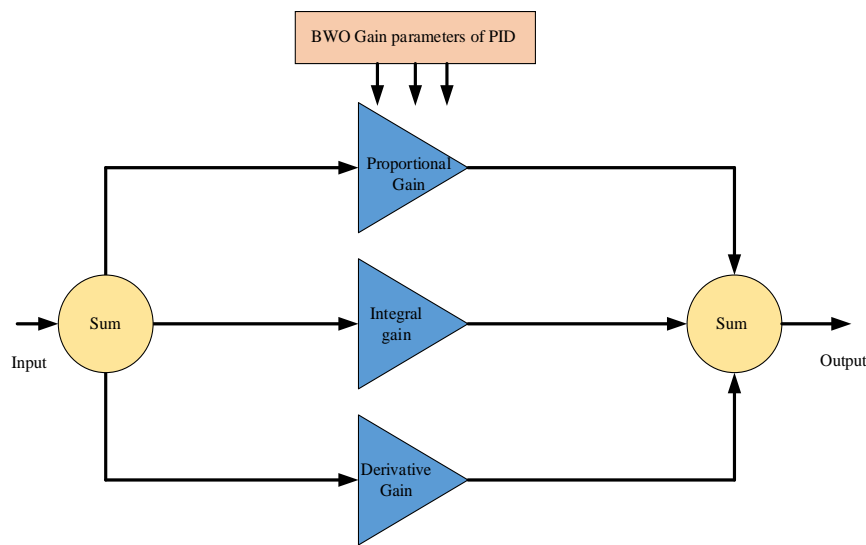 BWO Gain parameters of PID
Proportional
Gain
Sum
Integral
gain
Sum
Input
Output
Derivative
Gain